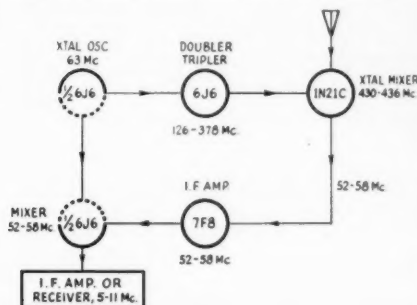 XTAL OSC
63 Mc
½6J6
DOUBLER
TRIPLER
6J6
126-378 Mc.
1N21C
XTAL MIXER
430-436 Mc.
52-58 Mc.
I.F. AMP
7F8
52-58 Mc.
MIXER
52-58 Mc.
½6J6
I.F. AMP. OR
RECEIVER, 5-11 Mc.